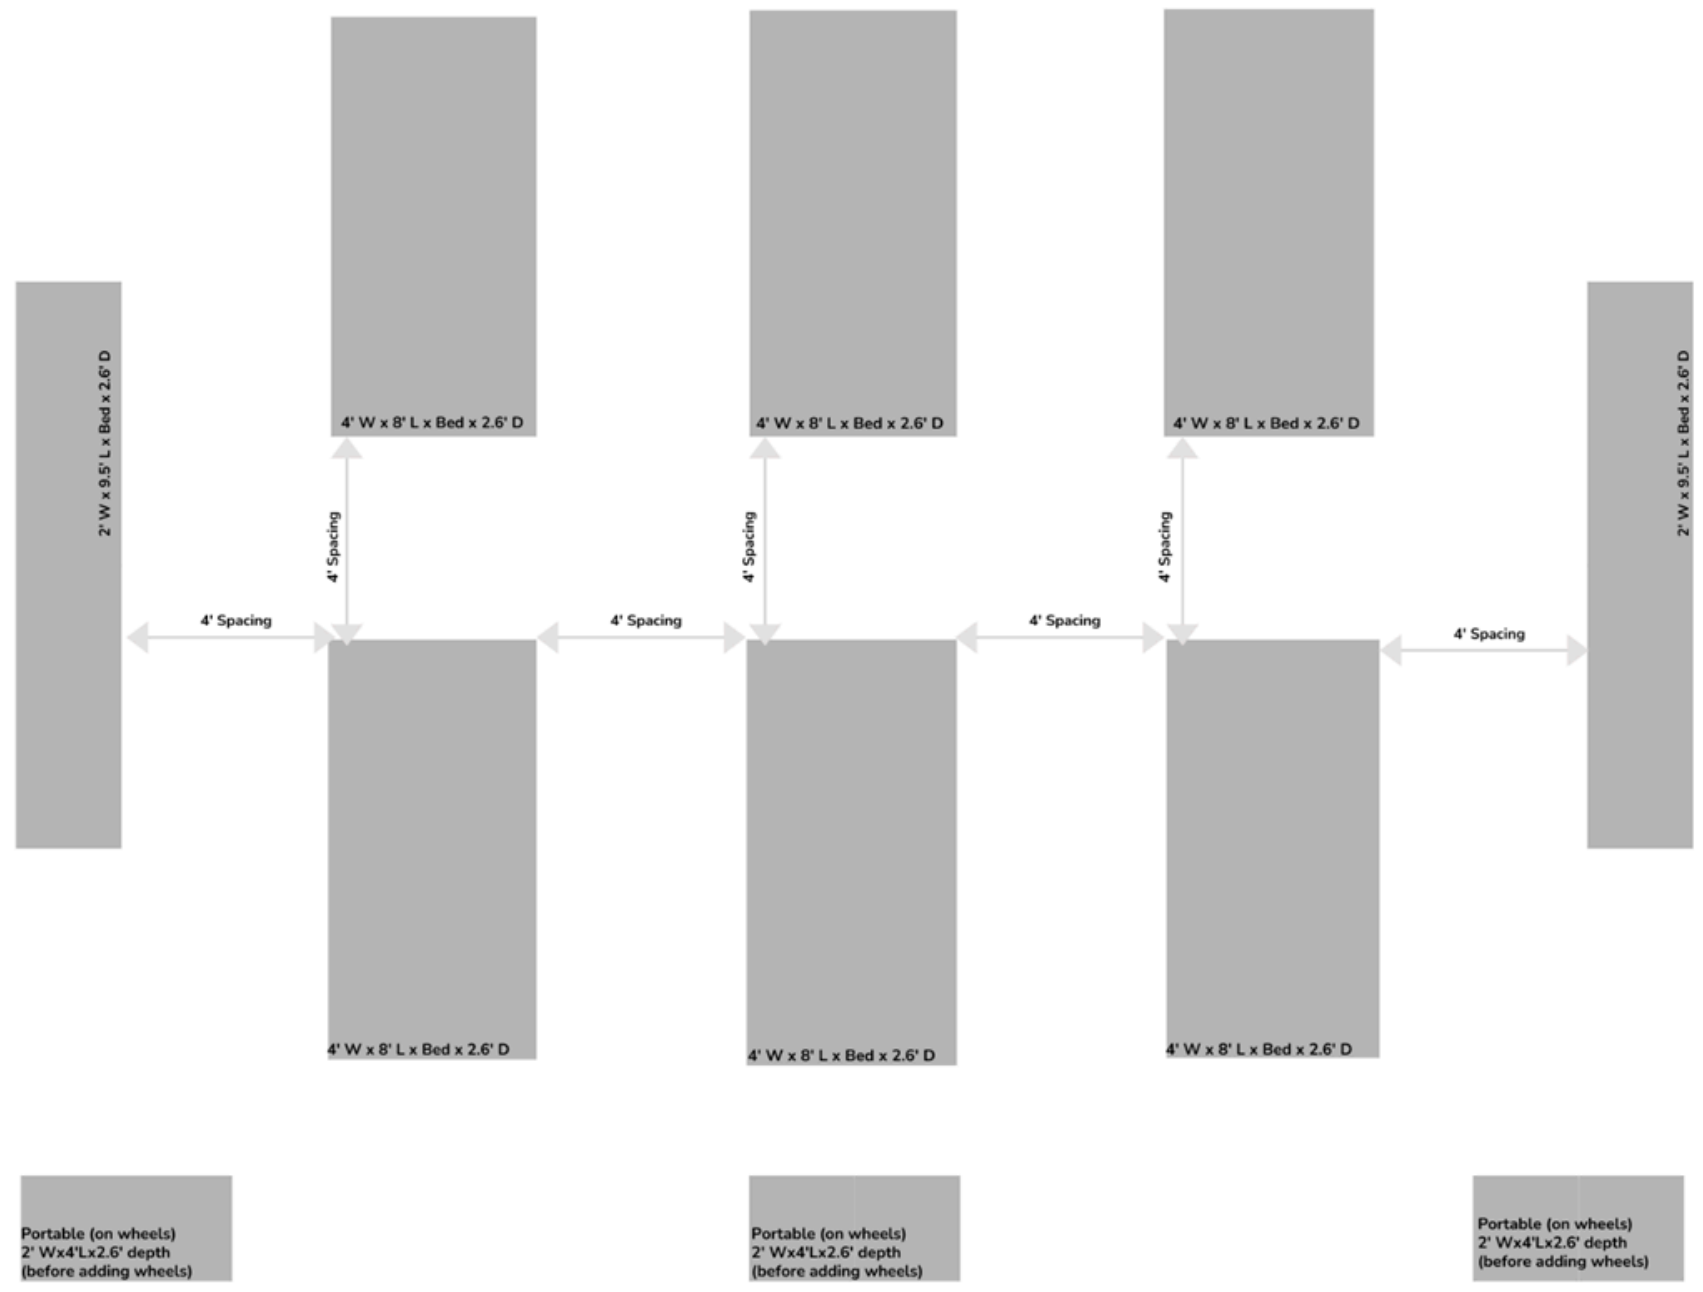 4' W x 8' L x Bed x 2.6' D
4' W x 8' L x Bed x 2.6' D
4' W x 8' L x Bed x 2.6' D
2' W x 9.5' L x Bed x 2.6' D
2' W x 9.5' L x Bed x 2.6' D
4' Spacing
4' Spacing
4' Spacing
4' Spacing
4' Spacing
4' Spacing
4' Spacing
4' W x 8' L x Bed x 2.6' D
4' W x 8' L x Bed x 2.6' D
4' W x 8' L x Bed x 2.6' D
Portable (on wheels)
2' Wx4'Lx2.6' depth
(before adding wheels)
Portable (on wheels)
2' Wx4'Lx2.6' depth
(before adding wheels)
Portable (on wheels)
2' Wx4'Lx2.6' depth
(before adding wheels)